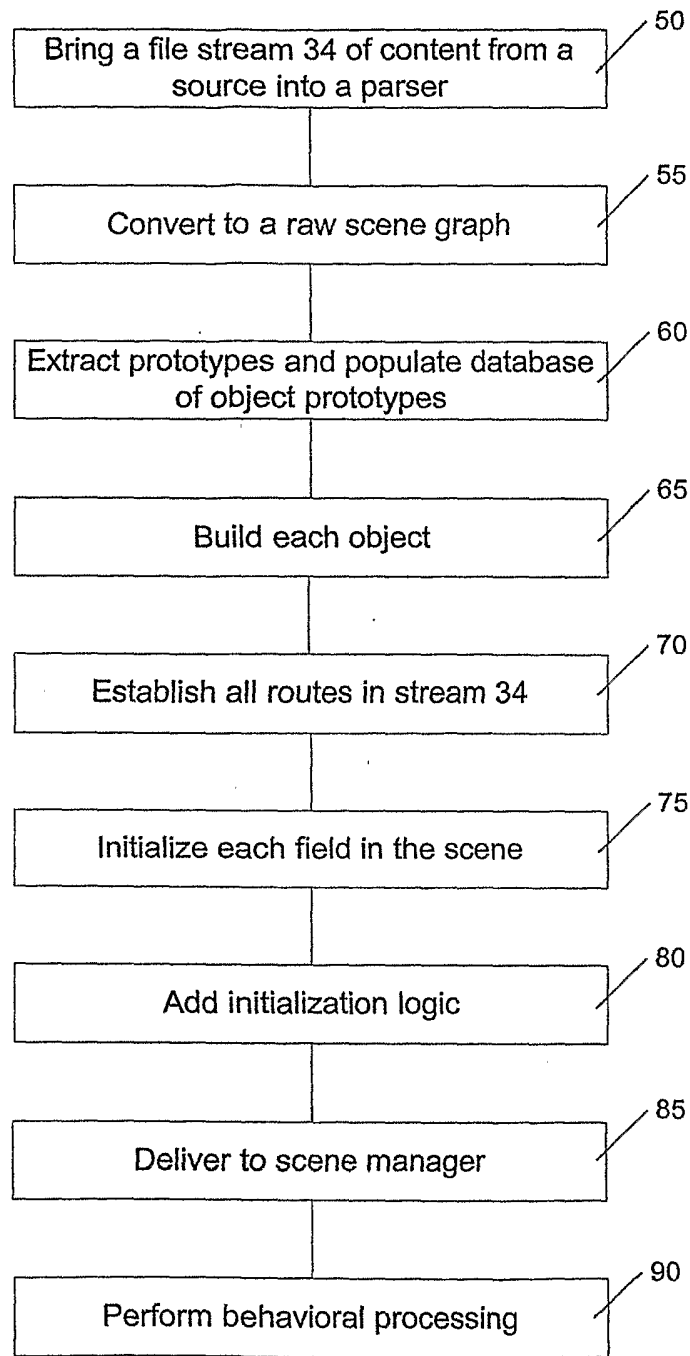 50
Bring a file stream 34 of content from a
source into a parser
55
Convert to a raw scene graph
60
Extract prototypes and populate database
of object prototypes
65
Build each object
70
Establish all routes in stream 34
75
Initialize each field in the scene
80
Add initialization logic
85
Deliver to scene manager
90
Perform behavioral processing